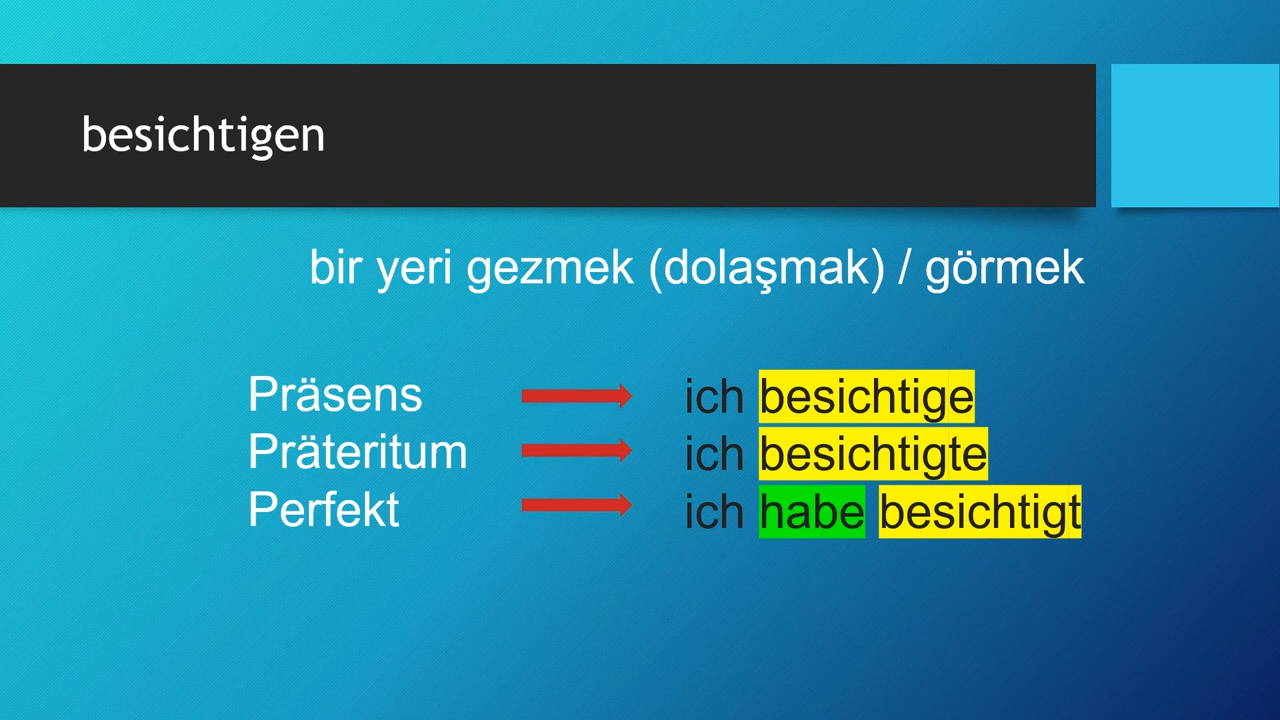 besichtigen
bir yeri gezmek (dolaşmak) / görmek
Präsens ich besichtige
Präteritum ich besichtigte
Perfekt ich habe besichtigt